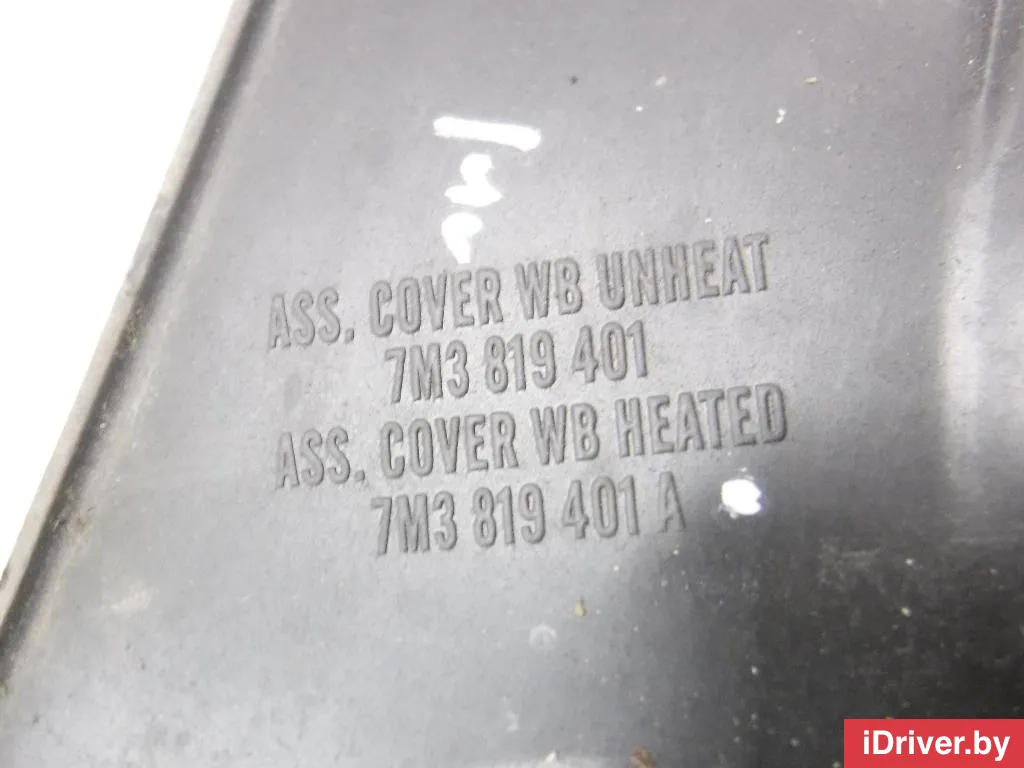 ASS. COVER WB UNHEAT
7M3 819 401
ASS. COVER WB HEATED
7M3 819 401 A
iDriver.by